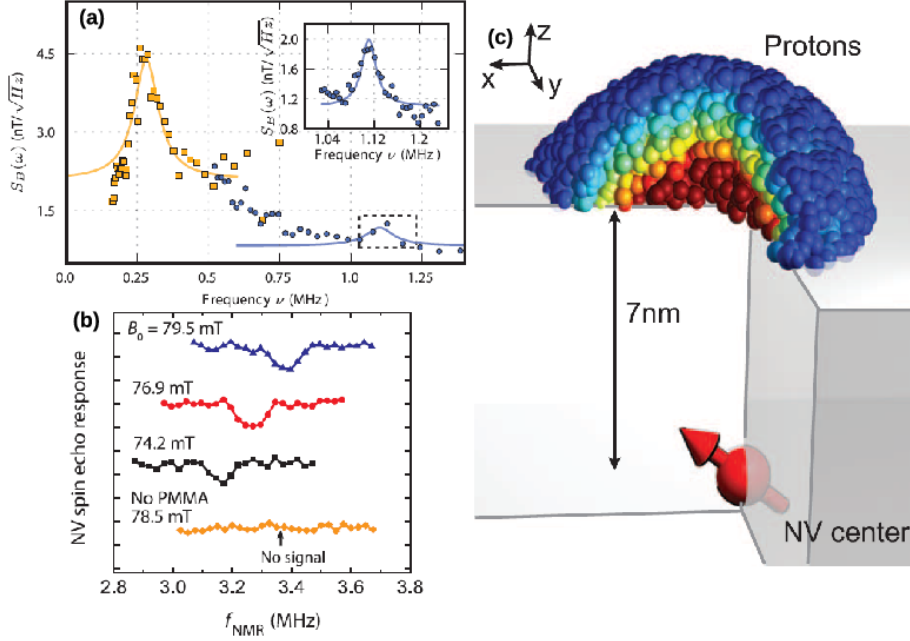 (a)
4.5
3.0
1.5
S_B(ω) (nT/√Hz)
0.0
0.25
0.5
0.75
1.0
1.25
Frequency ν (MHz)
2.0
1.6
1.2
0.8
S_B(ω) (nT/√Hz)
1.04
1.12
1.2
Frequency ν (MHz)
(b)
B₀ = 79.5 mT
76.9 mT
74.2 mT
No PMMA
78.5 mT
No signal
NV spin echo response
2.8
3.0
3.2
3.4
3.6
3.8
f_NMR (MHz)
(c)
z
x
y
Protons
7nm
NV center